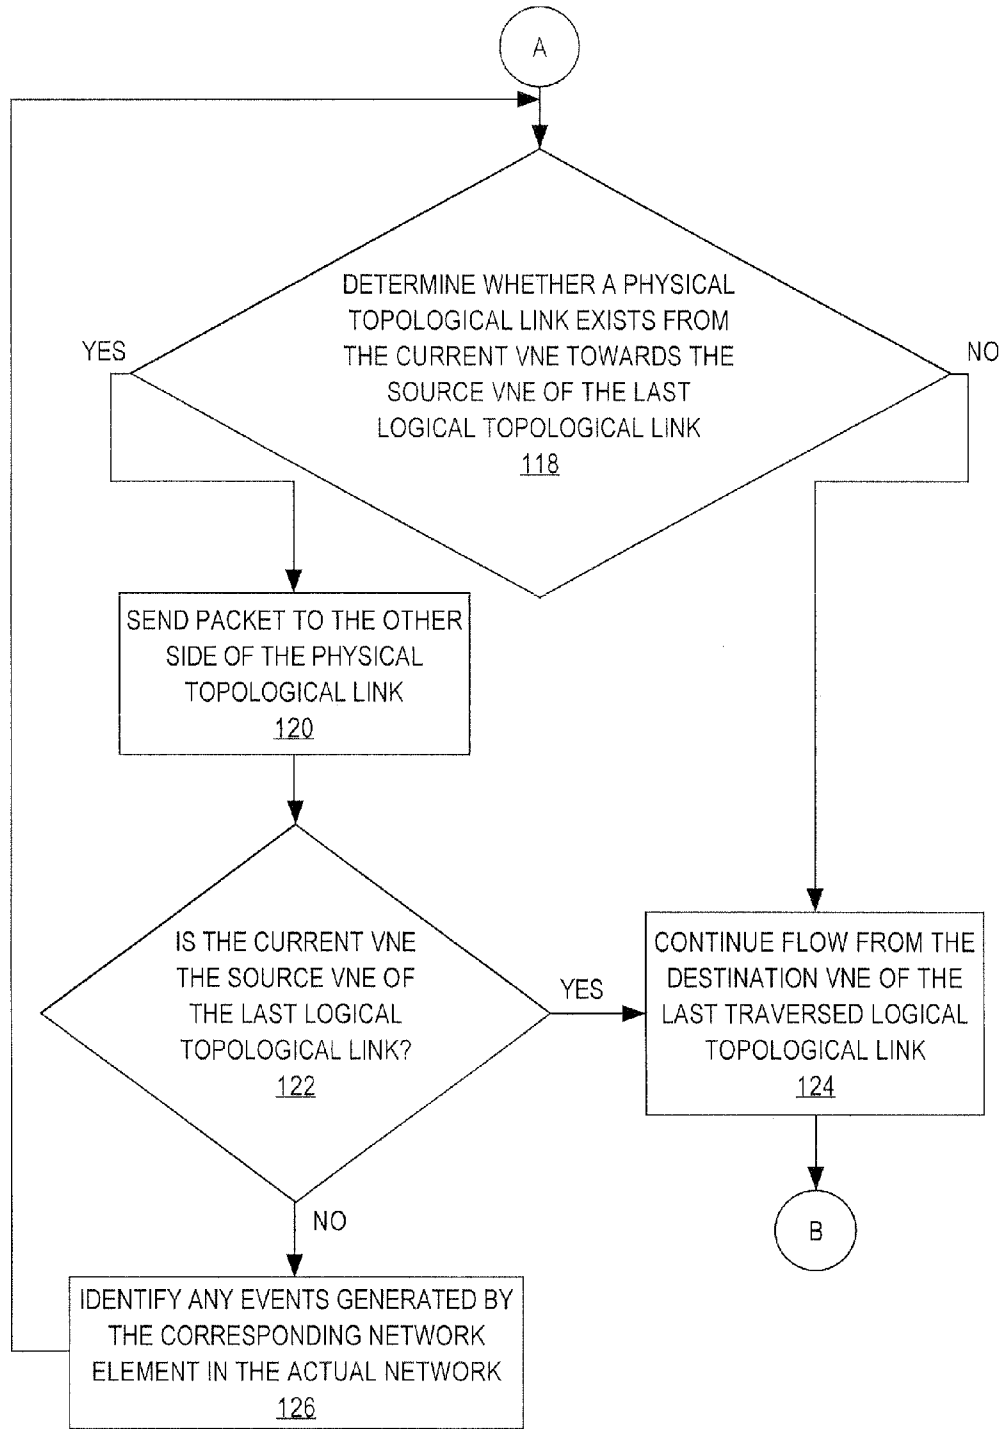 A
DETERMINE WHETHER A PHYSICAL
TOPOLOGICAL LINK EXISTS FROM
THE CURRENT VNE TOWARDS THE
SOURCE VNE OF THE LAST
LOGICAL TOPOLOGICAL LINK
118
YES
NO
SEND PACKET TO THE OTHER
SIDE OF THE PHYSICAL
TOPOLOGICAL LINK
120
IS THE CURRENT VNE
THE SOURCE VNE OF
THE LAST LOGICAL
TOPOLOGICAL LINK?
122
YES
CONTINUE FLOW FROM THE
DESTINATION VNE OF THE
LAST TRAVERSED LOGICAL
TOPOLOGICAL LINK
124
B
NO
IDENTIFY ANY EVENTS GENERATED BY
THE CORRESPONDING NETWORK
ELEMENT IN THE ACTUAL NETWORK
126